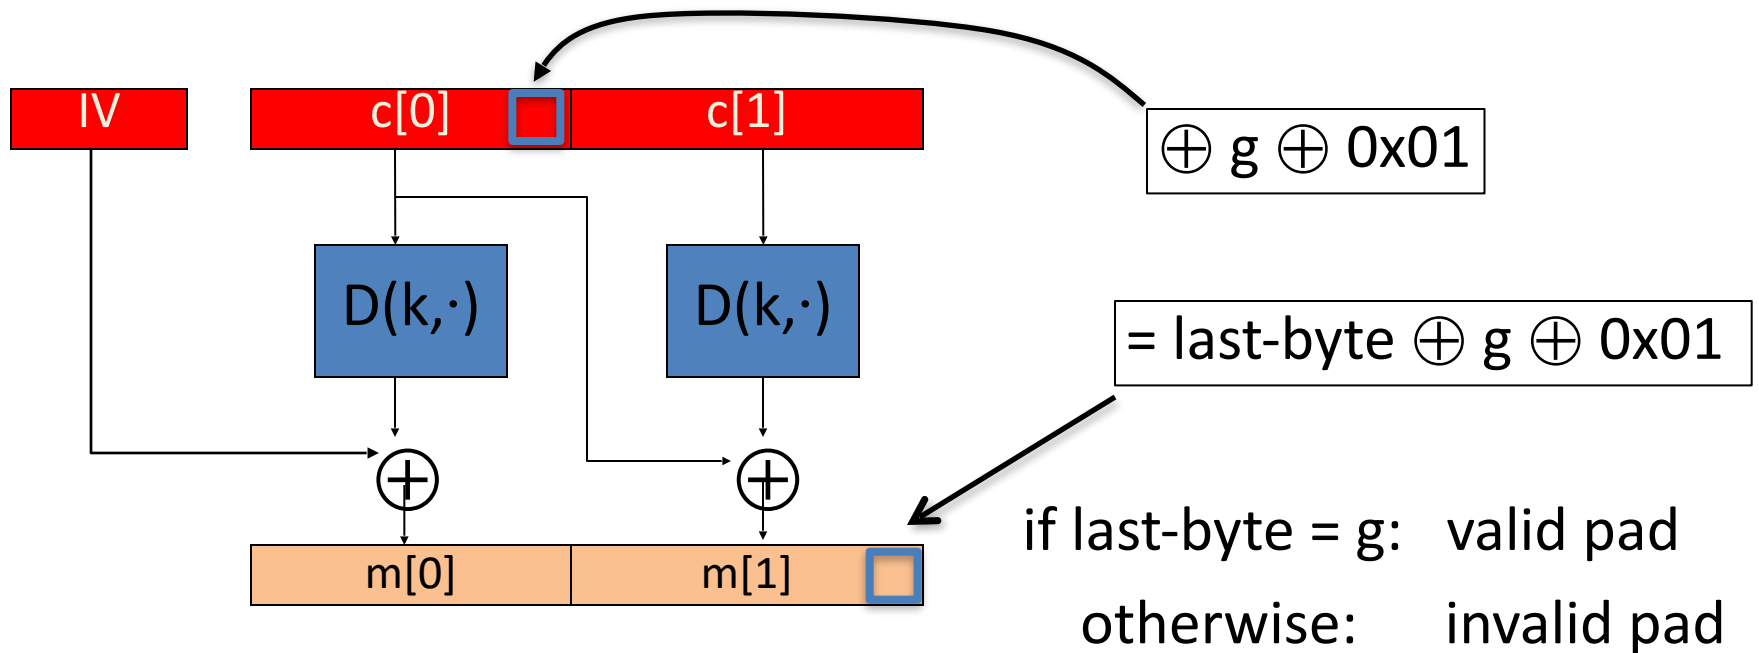 IV
c[0]
c[1]
⊕ g ⊕ 0x01
D(k,·)
D(k,·)
= last-byte ⊕ g ⊕ 0x01
if last-byte = g: valid pad
m[0]
m[1]
otherwise: invalid pad